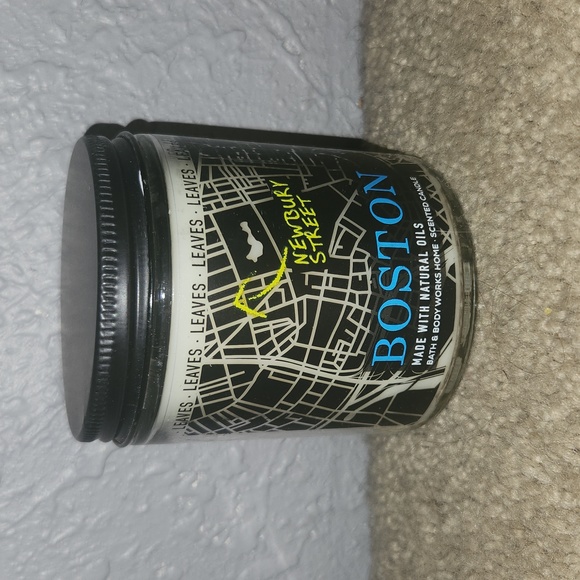 LEAVES · LEAVES · LEAVES · LEAVES · LEAVES
NEWBURY
STREET
BOSTON
MADE WITH NATURAL OILS
BATH & BODY WORKS HOME · SCENTED CANDLE